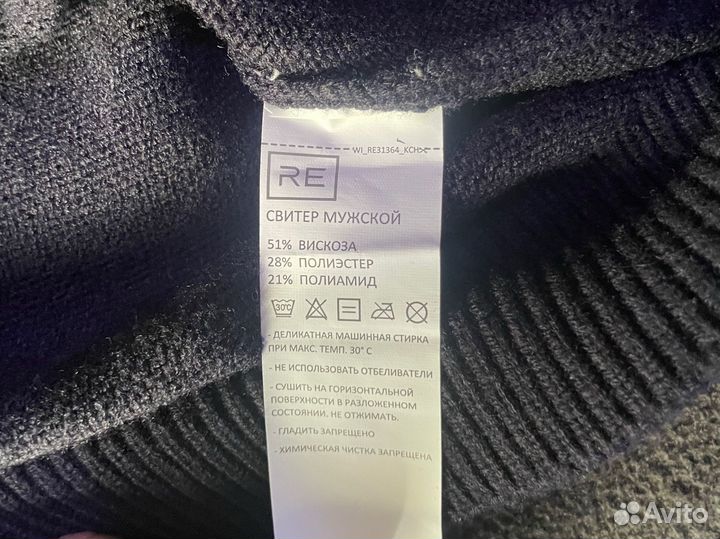 WI_RE31364_KCH
RE
СВИТЕР МУЖСКОЙ
51% ВИСКОЗА
28% ПОЛИЭСТЕР
21% ПОЛИАМИД
30°C
- ДЕЛИКАТНАЯ МАШИННАЯ СТИРКА
ПРИ МАКС. ТЕМП. 30° С
- НЕ ИСПОЛЬЗОВАТЬ ОТБЕЛИВАТЕЛИ
- СУШИТЬ НА ГОРИЗОНТАЛЬНОЙ
ПОВЕРХНОСТИ В РАЗЛОЖЕННОМ
СОСТОЯНИИ. НЕ ОТЖИМАТЬ.
- ГЛАДИТЬ ЗАПРЕЩЕНО
- ХИМИЧЕСКАЯ ЧИСТКА ЗАПРЕЩЕНА
Avito